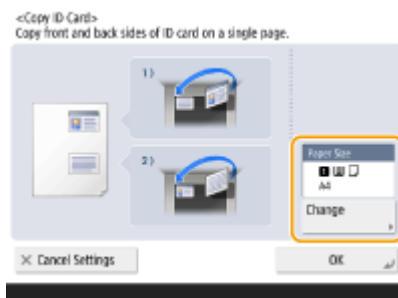 <Copy ID Card>
Copy front and back sides of ID card on a single page.
1)
2)
Paper Size
1
A4
Change
× Cancel Settings
OK